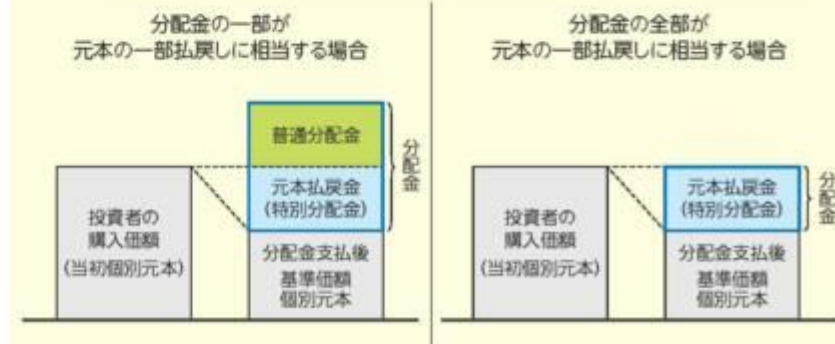 分配金の一部が
元本の一部払戻しに相当する場合
普通分配金
元本払戻金
(特別分配金)
分配金
投資者の
購入価額
(当初個別元本)
分配金支払後
基準価額
個別元本
分配金の全部が
元本の一部払戻しに相当する場合
元本払戻金
(特別分配金)
分配金
投資者の
購入価額
(当初個別元本)
分配金支払後
基準価額
個別元本